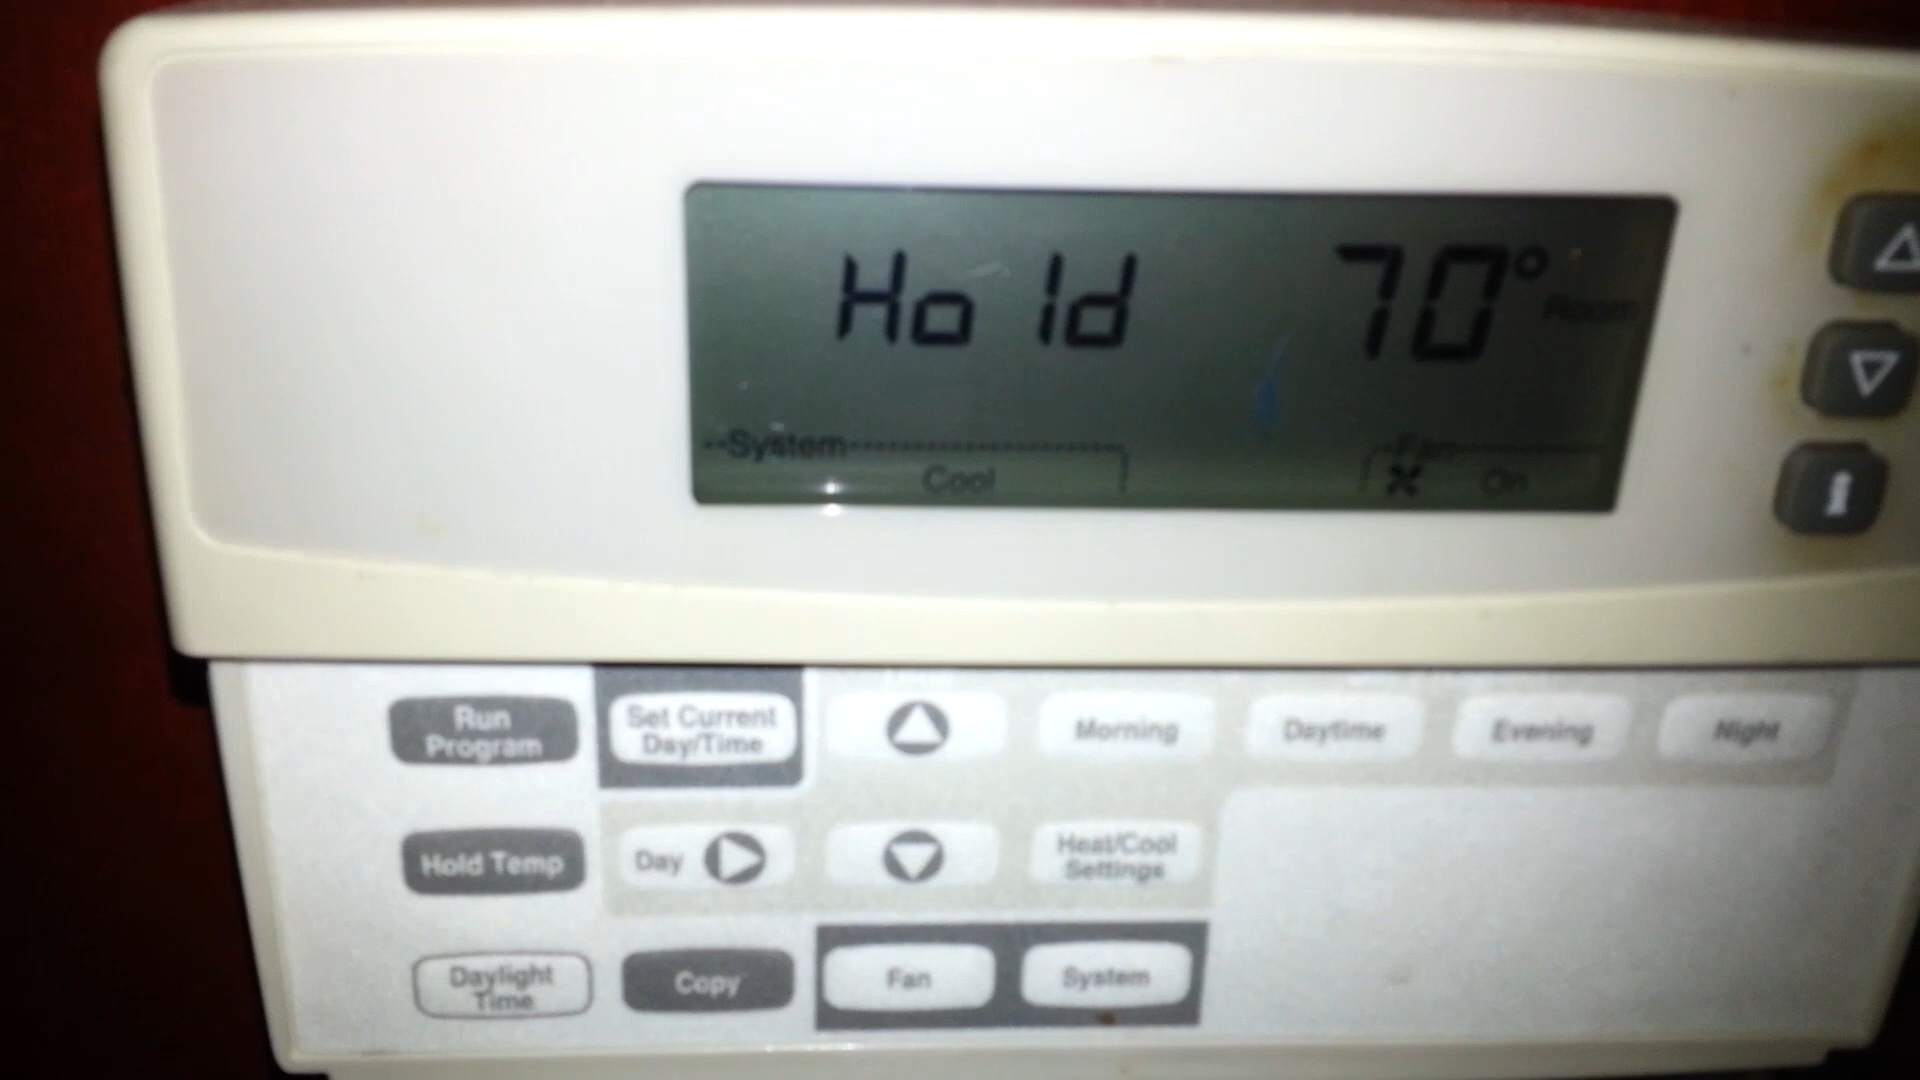 Hold 70° Room
System Fan
Cool On
Run Program
Set Current Day/Time
Morning
Daytime
Evening
Night
Hold Temp
Day
Heat/Cool Settings
Daylight Time
Copy
Fan
System